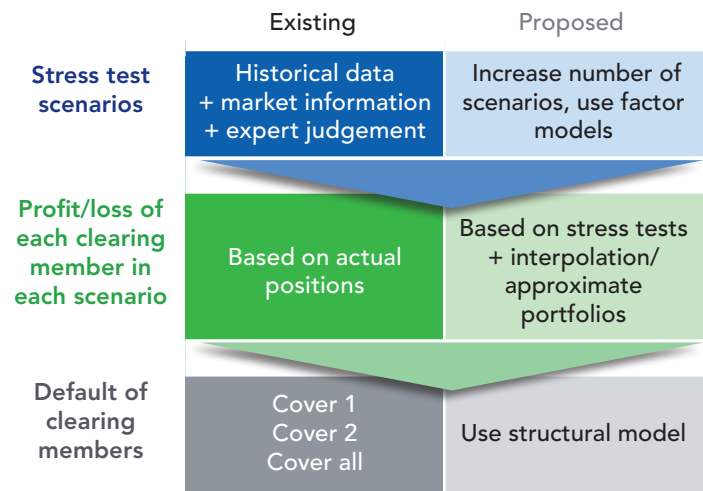 Existing
Proposed
Stress test
scenarios
Historical data
+ market information
+ expert judgement
Increase number of
scenarios, use factor
models
Profit/loss of
each clearing
member in
each scenario
Based on actual
positions
Based on stress tests
+ interpolation/
approximate
portfolios
Default of
clearing
members
Cover 1
Cover 2
Cover all
Use structural model